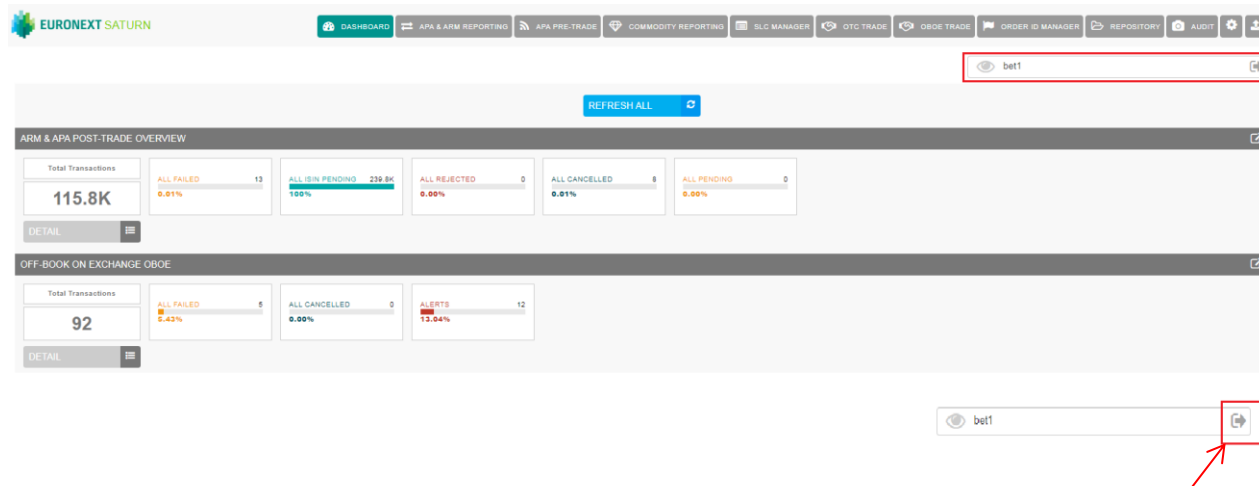 EURONEXT SATURN
DASHBOARD APA & ARM REPORTING APA PRE-TRADE COMMODITY REPORTING SLC MANAGER OTC TRADE OBOE TRADE ORDER ID MANAGER REPOSITORY AUDIT
bet1
REFRESH ALL
ARM & APA POST-TRADE OVERVIEW
Total Transactions
115.8K
DETAIL
ALL FAILED 13
0.01%
ALL ISIN PENDING 239.8K
100%
ALL REJECTED 0
0.00%
ALL CANCELLED 8
0.01%
ALL PENDING 0
0.00%
OFF-BOOK ON EXCHANGE OBOE
Total Transactions
92
DETAIL
ALL FAILED 5
5.43%
ALL CANCELLED 0
0.00%
ALERTS 12
13.04%
bet1